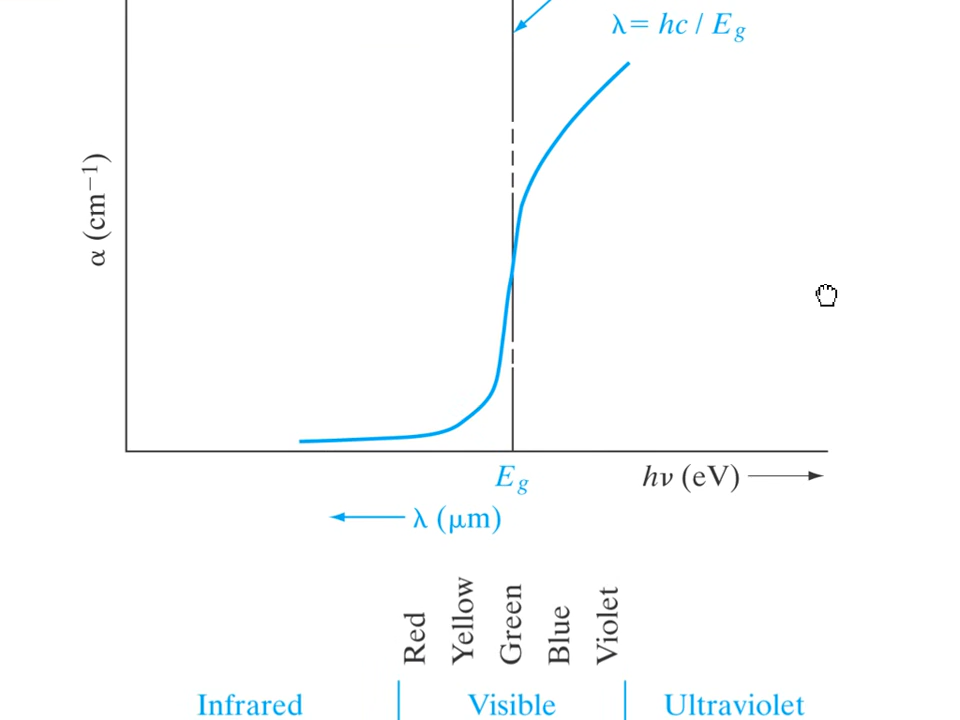 λ= hc / E_g
α (cm⁻¹)
E_g
hν (eV)
λ (μm)
Red
Yellow
Green
Blue
Violet
Infrared
Visible
Ultraviolet